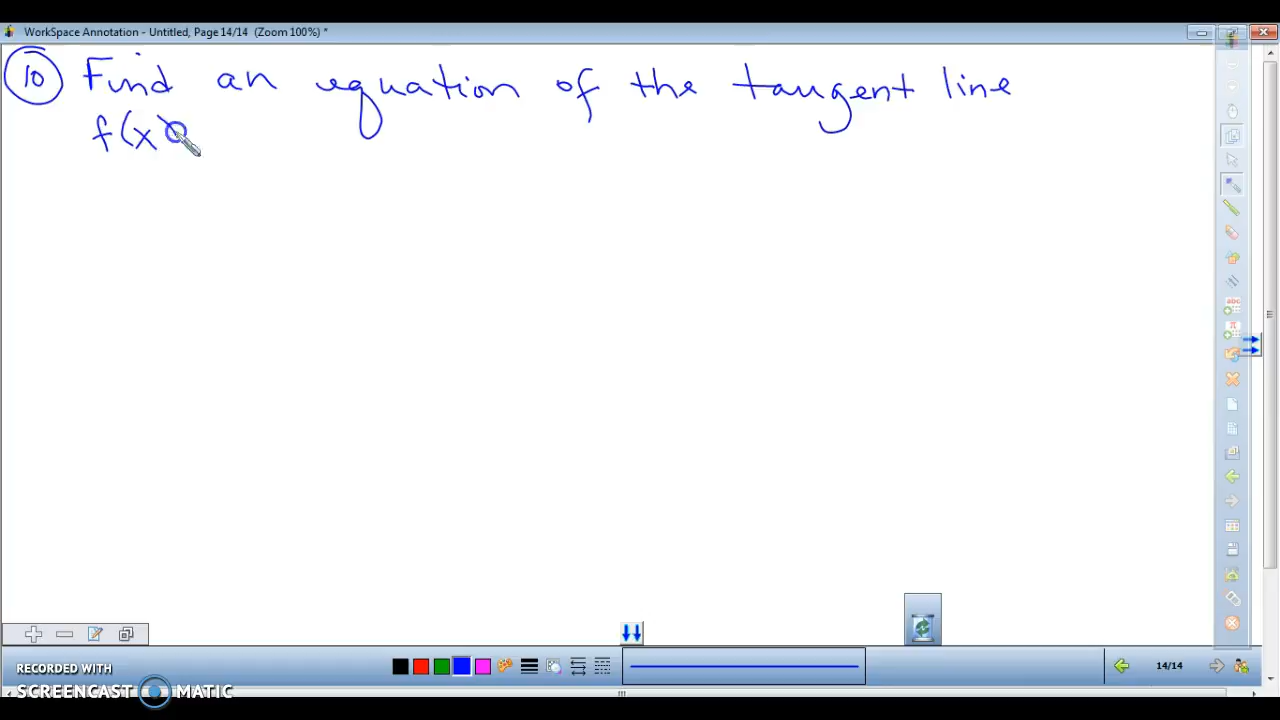 WorkSpace Annotation - Untitled, Page 14/14 (Zoom 100%) *
10 Find an equation of the tangent line
f(x)
abc
π
RECORDED WITH
SCREENCAST MATIC
14/14